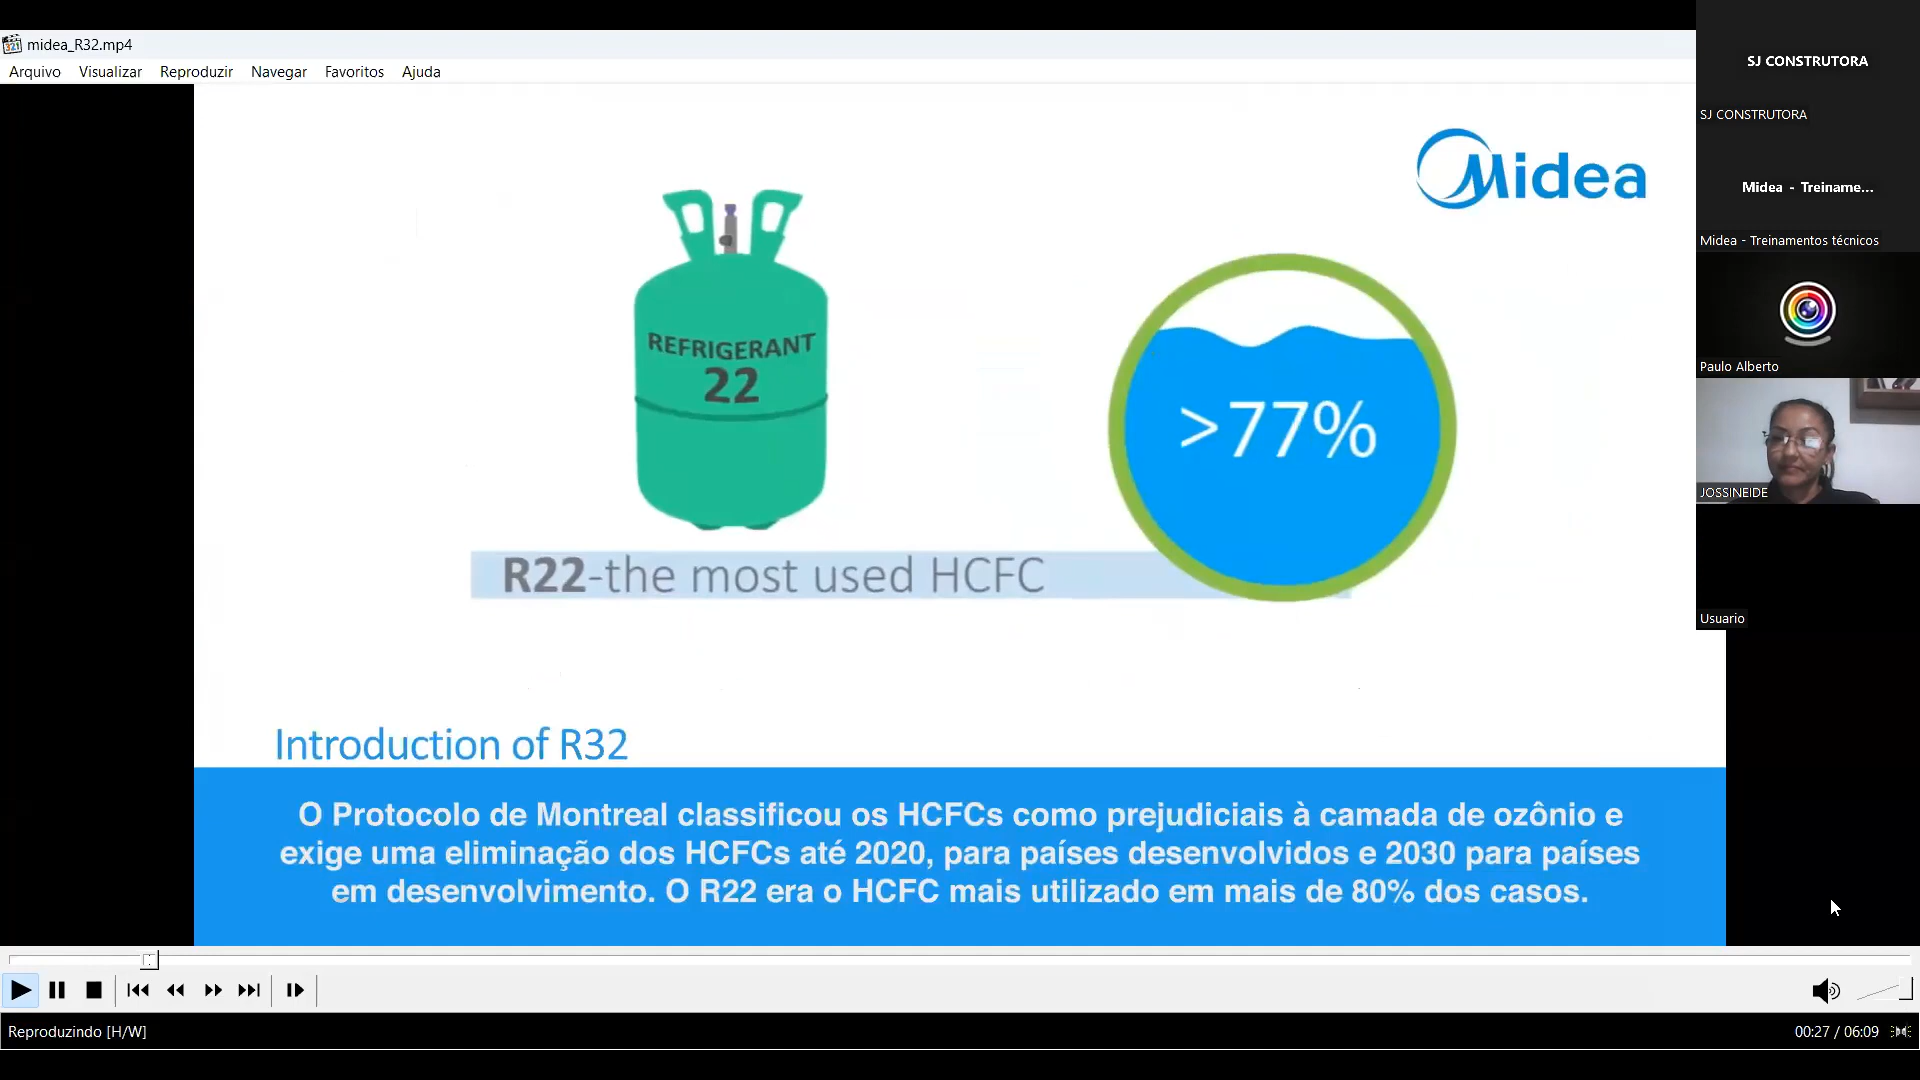 midea_R32.mp4
Arquivo Visualizar Reproduzir Navegar Favoritos Ajuda
Midea
REFRIGERANT
22
>77%
R22-the most used HCFC
Introduction of R32
O Protocolo de Montreal classificou os HCFCs como prejudiciais à camada de ozônio e
exige uma eliminação dos HCFCs até 2020, para países desenvolvidos e 2030 para países
em desenvolvimento. O R22 era o HCFC mais utilizado em mais de 80% dos casos.
Reproduzindo [H/W]
00:27 / 06:09
SJ CONSTRUTORA
SJ CONSTRUTORA
Midea - Treiname...
Midea - Treinamentos técnicos
Paulo Alberto
JOSSINEIDE
Usuario